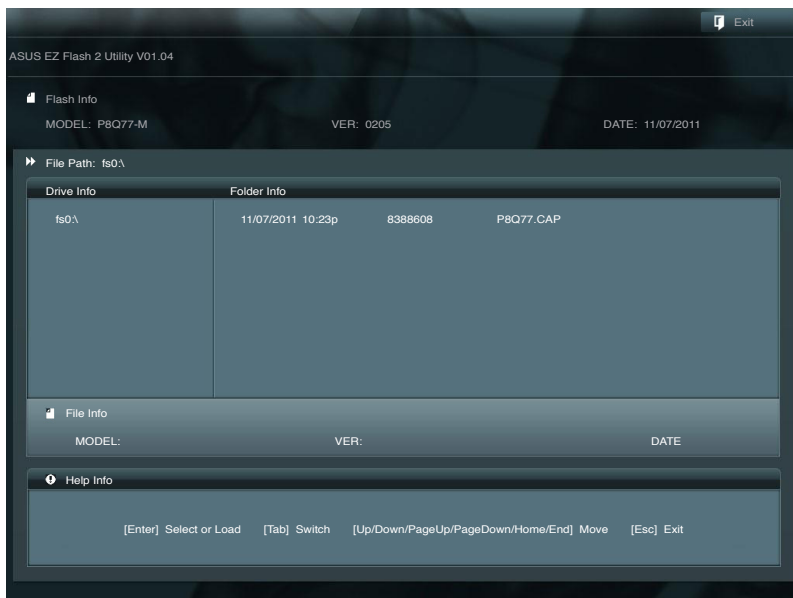 Exit
ASUS EZ Flash 2 Utility V01.04
Flash Info
MODEL: P8Q77-M VER: 0205 DATE: 11/07/2011
File Path: fs0:\
Drive Info Folder Info
fs0:\ 11/07/2011 10:23p 8388608 P8Q77.CAP
File Info
MODEL: VER: DATE
Help Info
[Enter] Select or Load [Tab] Switch [Up/Down/PageUp/PageDown/Home/End] Move [Esc] Exit